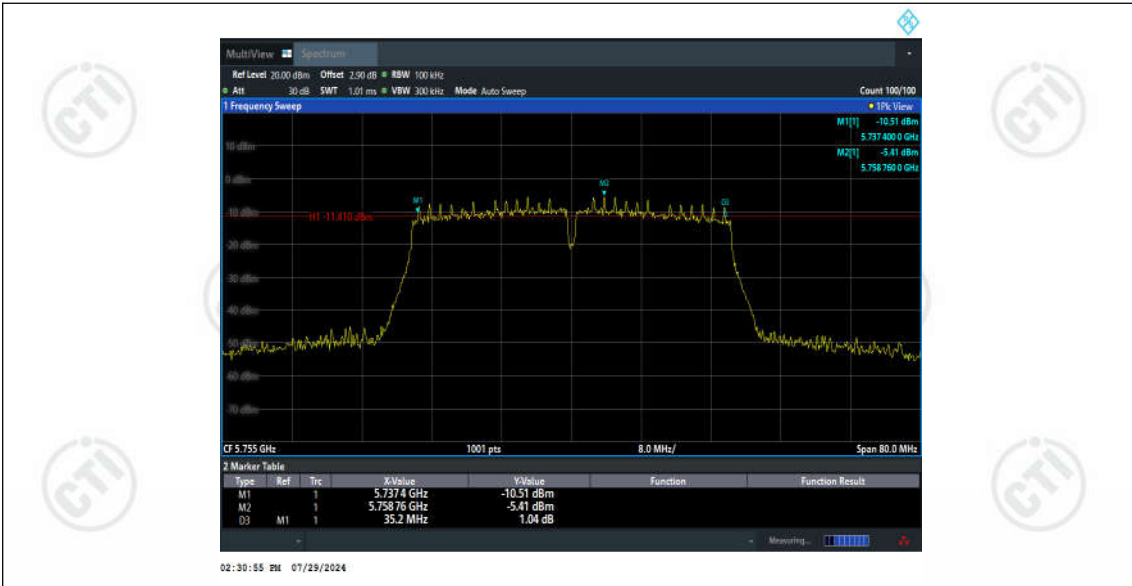 MultiView Spectrum
Ref Level 20.00 dBm Offset 2.90 dB RBW 100 kHz
Att 30 dB SWT 1.01 ms VBW 300 kHz Mode Auto Sweep Count 100/100
1 Frequency Sweep 1Pk View
M1[1] -10.51 dBm
5.737 400 0 GHz
M2[1] -5.41 dBm
5.758 760 0 GHz
10 dBm
0 dBm
M2
M1
D3
-10 dBm
H1 -11.410 dBm
-20 dBm
-30 dBm
-40 dBm
-50 dBm
-60 dBm
-70 dBm
CF 5.755 GHz 1001 pts 8.0 MHz/ Span 80.0 MHz
2 Marker Table
Type Ref Trc X-Value Y-Value Function Function Result
M1 1 5.7374 GHz -10.51 dBm
M2 1 5.75876 GHz -5.41 dBm
D3 M1 1 35.2 MHz 1.04 dB
Measuring...
02:30:55 PM 07/29/2024
CTI
CTI
CTI
CTI